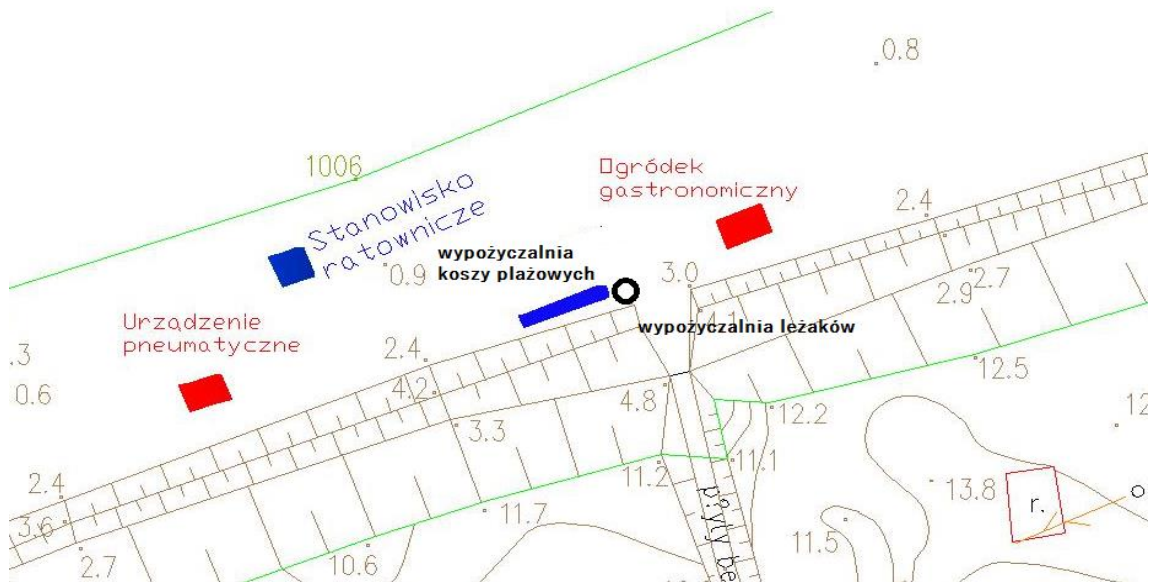 0.8
1006
Ogródek
gastronomiczny
Stanowisko
ratownicze
2.4
wypożyczalnia
koszy plażowych
0.9
3.0
2.7
2.9
4.1
wypożyczalnia leżaków
Urządzenie
pneumatyczne
.3
2.4
0.6
4.2
12.5
4.8
12.2
12
3.3
11.1
11.2
2.4
13.8
r.
o
p?yty be
3.6
11.7
11.5
2.7
10.6